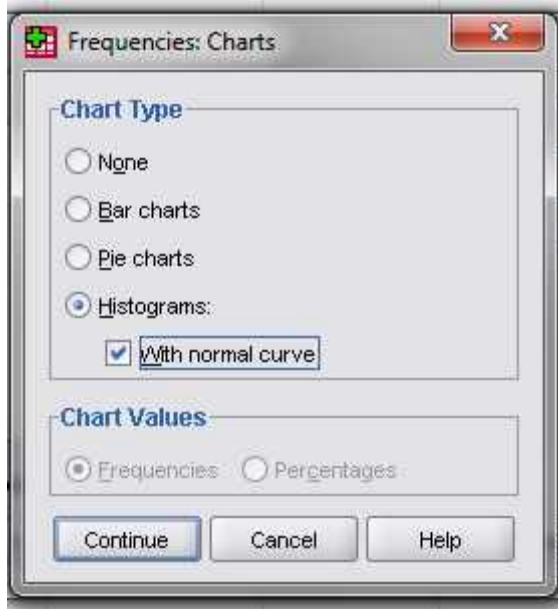 Frequencies: Charts
Chart Type
None
Bar charts
Pie charts
Histograms:
With normal curve
Chart Values
Frequencies Percentages
Continue Cancel Help